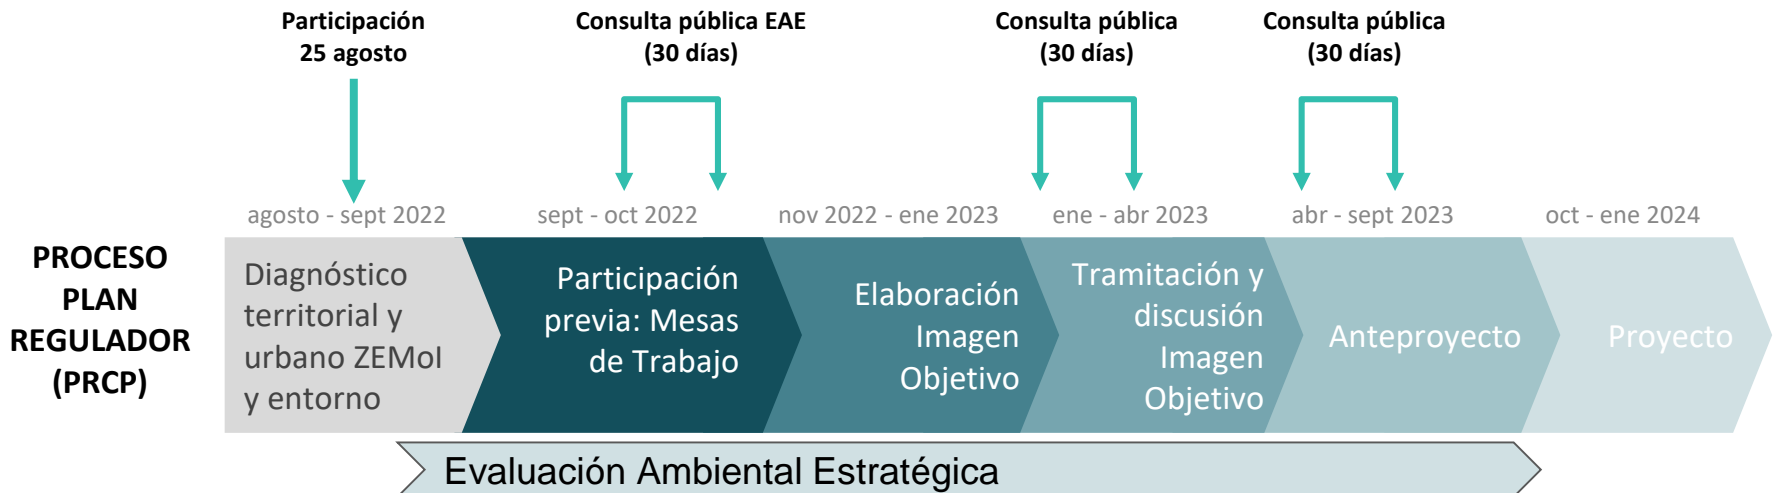 Participación
25 agosto
Consulta pública EAE
(30 días)
Consulta pública
(30 días)
Consulta pública
(30 días)
agosto - sept 2022
sept - oct 2022
nov 2022 - ene 2023
ene - abr 2023
abr - sept 2023
oct - ene 2024
PROCESO
PLAN
REGULADOR
(PRCP)
Diagnóstico
territorial y
urbano ZEMoI
y entorno
Participación
previa: Mesas
de Trabajo
Elaboración
Imagen
Objetivo
Tramitación y
discusión
Imagen
Objetivo
Anteproyecto
Proyecto
Evaluación Ambiental Estratégica